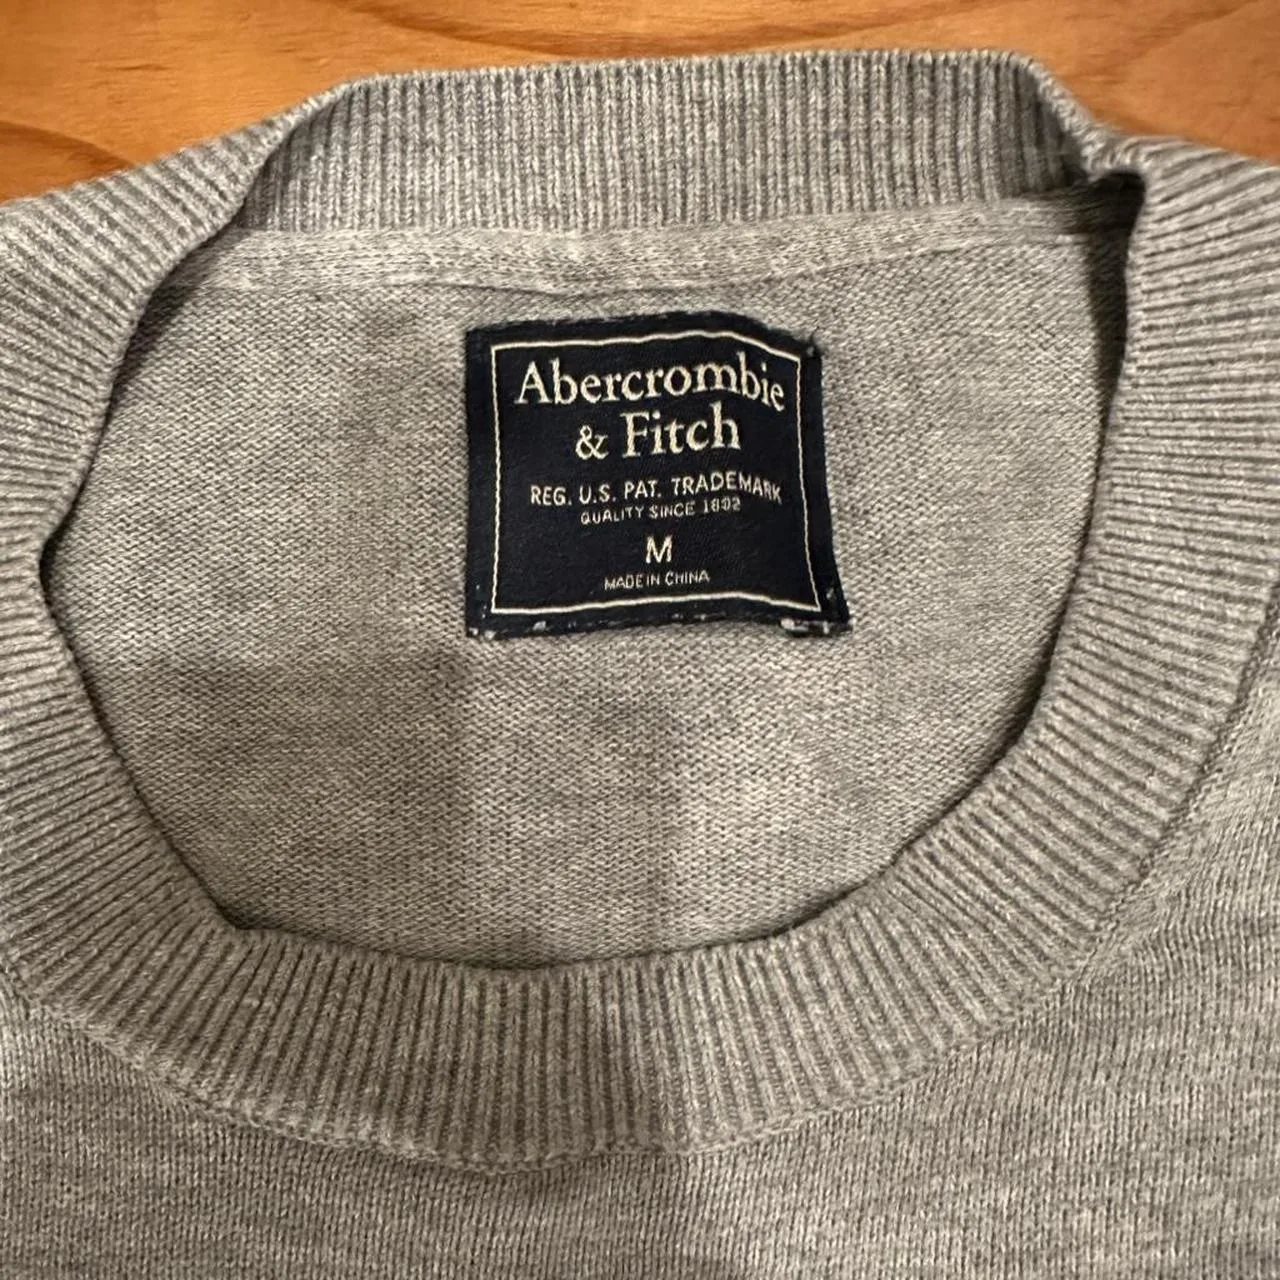 Abercrombie
& Fitch
REG. U.S. PAT. TRADEMARK
QUALITY SINCE 1892
M
MADE IN CHINA